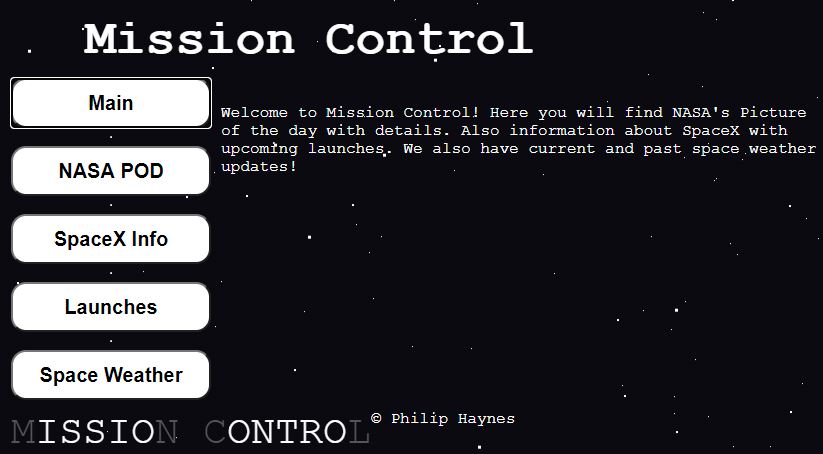 Mission Control
Main
Welcome to Mission Control! Here you will find NASA's Picture
of the day with details. Also information about SpaceX with
upcoming launches. We also have current and past space weather
updates!
NASA POD
SpaceX Info
Launches
Space Weather
© Philip Haynes
MISSION CONTROL